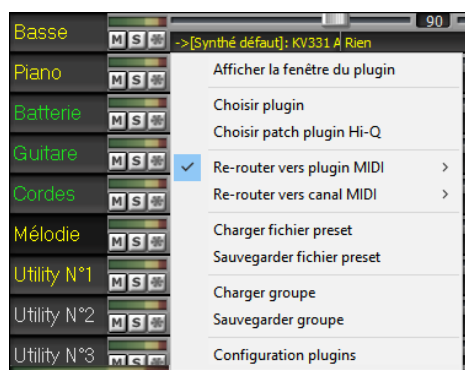 Basse
M S
90
->[Synthé défaut]: KV331 A Rien
Piano
M S
Afficher la fenêtre du plugin
Batterie
M S
Choisir plugin
Choisir patch plugin Hi-Q
Guitare
M S
Re-router vers plugin MIDI
Cordes
M S
Re-router vers canal MIDI
Mélodie
M S
Charger fichier preset
Sauvegarder fichier preset
Utility N°1
M S
Charger groupe
Utility N°2
M S
Sauvegarder groupe
Utility N°3
M S
Configuration plugins